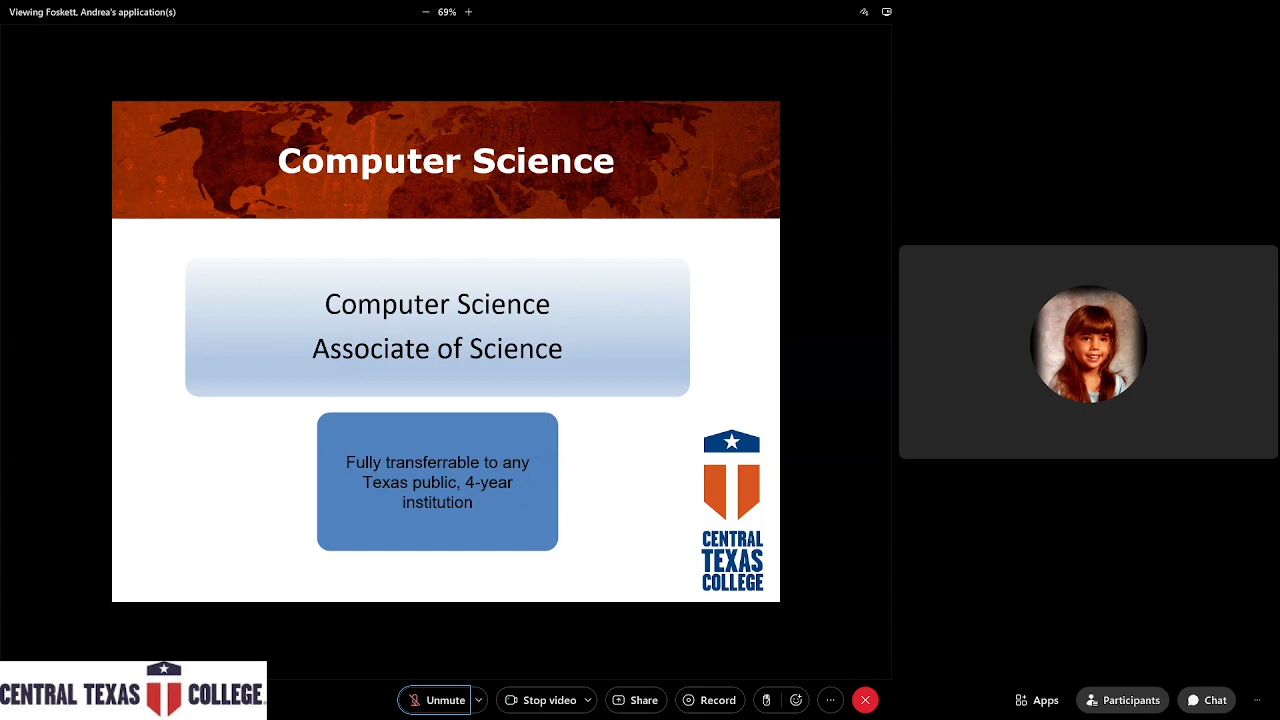 Viewing Foskett, Andrea's application(s)
69%
Computer Science
Computer Science
Associate of Science
Fully transferrable to any
Texas public, 4-year
institution
CENTRAL
TEXAS
COLLEGE
CENTRAL TEXAS COLLEGE
Unmute
Stop video
Share
Record
Apps
Participants
Chat